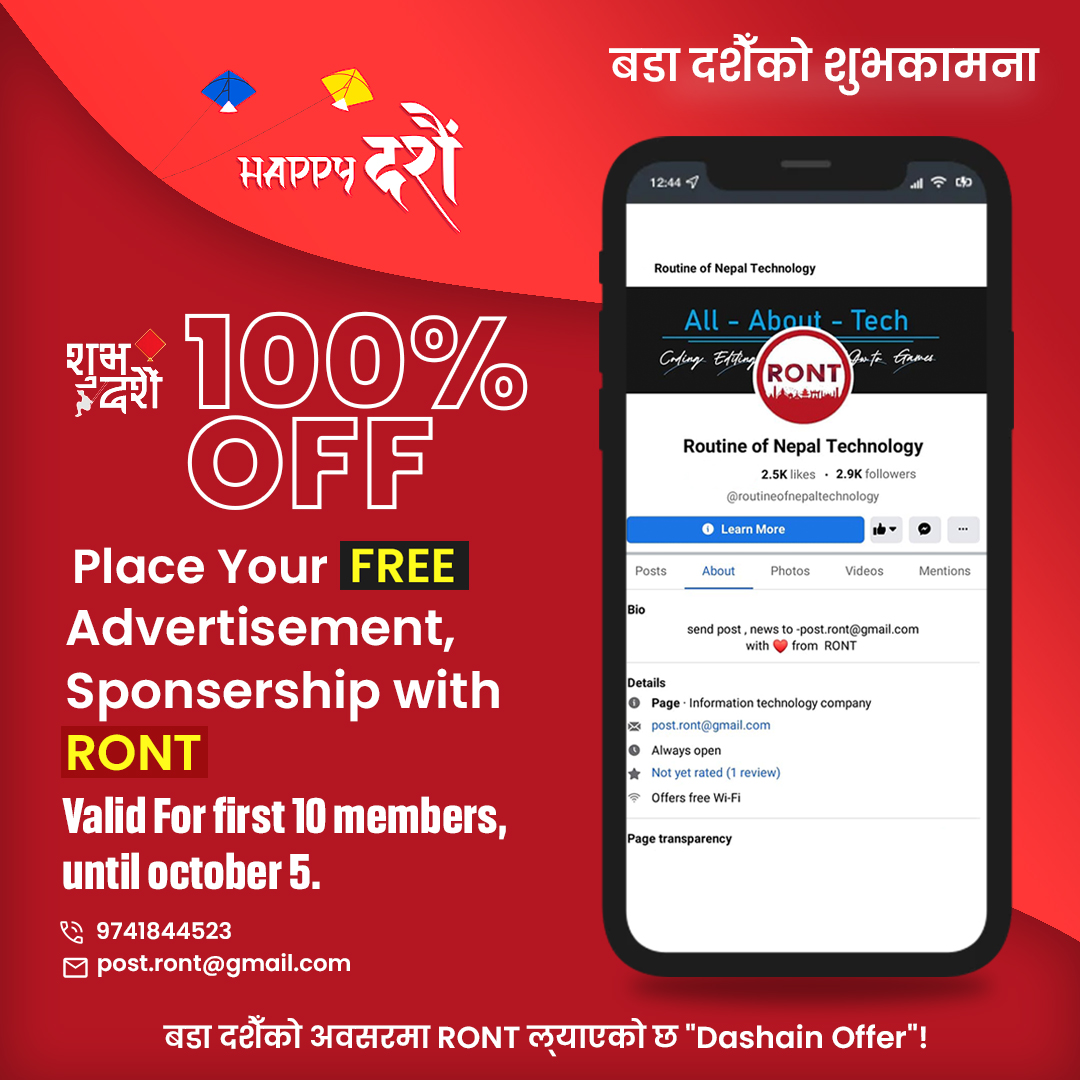 बडा दशैँको शुभकामना
HAPPY दशैं
शुभ
दशैं
100%
OFF
Place Your FREE
Advertisement,
Sponsership with
RONT
Valid For first 10 members,
until october 5.
9741844523
post.ront@gmail.com
12:44
Routine of Nepal Technology
All - About - Tech
Coding Editing How to Games
RONT
Routine of Nepal Technology
2.5K likes · 2.9K followers
@routineofnepaltechnology
Learn More
Posts About Photos Videos Mentions
Bio
send post , news to -post.ront@gmail.com
with ❤️ from RONT
Details
Page · Information technology company
post.ront@gmail.com
Always open
Not yet rated (1 review)
Offers free Wi-Fi
Page transparency
बडा दशैँको अवसरमा RONT ल्याएको छ "Dashain Offer"!